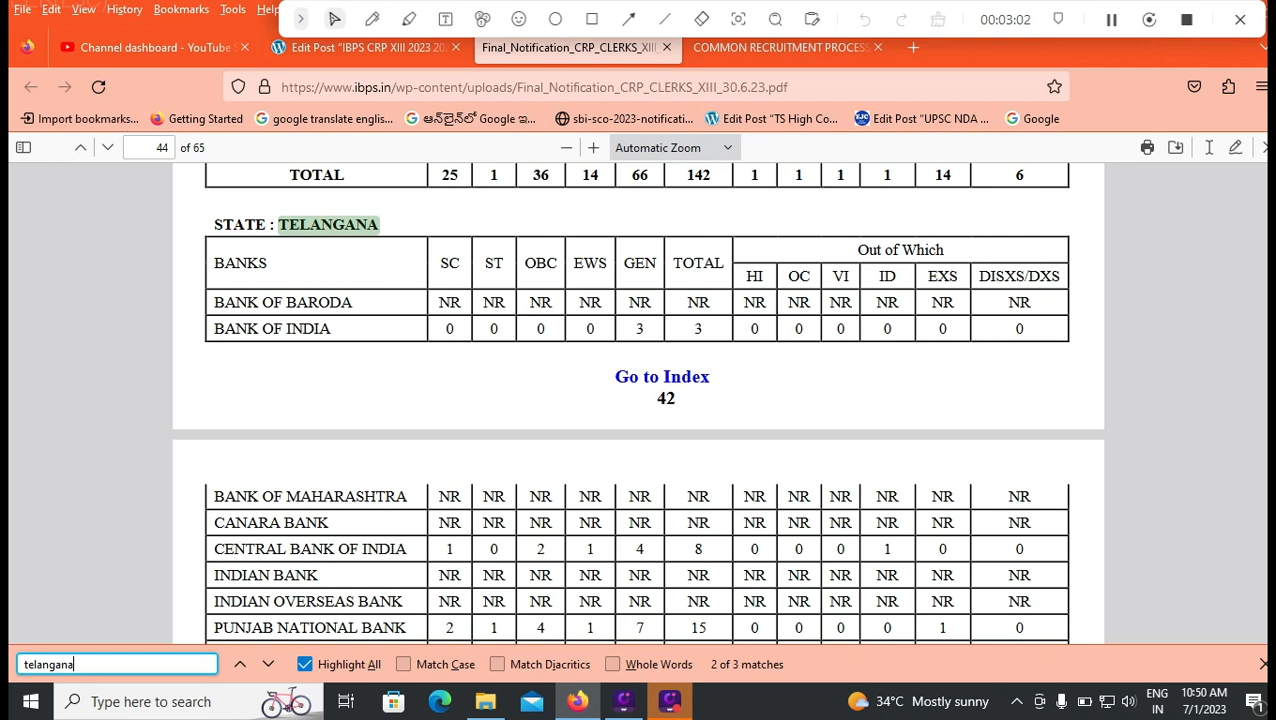 File Edit View History Bookmarks Tools Help
00:03:02
Channel dashboard - YouTube S
Edit Post "IBPS CRP XIII 2023 20
Final_Notification_CRP_CLERKS_XIII
COMMON RECRUITMENT PROCESS
https://www.ibps.in/wp-content/uploads/Final_Notification_CRP_CLERKS_XIII_30.6.23.pdf
Import bookmarks... Getting Started google translate englis... ఆన్‌లైన్‌లో Google ఇ... sbi-sco-2023-notificati... Edit Post "TS High Co... Edit Post "UPSC NDA ... Google
44 of 65 Automatic Zoom
TOTAL 25 1 36 14 66 142 1 1 1 1 14 6
STATE : TELANGANA
BANKS SC ST OBC EWS GEN TOTAL Out of Which
HI OC VI ID EXS DISXS/DXS
BANK OF BARODA NR NR NR NR NR NR NR NR NR NR NR NR
BANK OF INDIA 0 0 0 0 3 3 0 0 0 0 0 0
Go to Index
42
BANK OF MAHARASHTRA NR NR NR NR NR NR NR NR NR NR NR NR
CANARA BANK NR NR NR NR NR NR NR NR NR NR NR NR
CENTRAL BANK OF INDIA 1 0 2 1 4 8 0 0 0 1 0 0
INDIAN BANK NR NR NR NR NR NR NR NR NR NR NR NR
INDIAN OVERSEAS BANK NR NR NR NR NR NR NR NR NR NR NR NR
PUNJAB NATIONAL BANK 2 1 4 1 7 15 0 0 0 0 1 0
telangana Highlight All Match Case Match Diacritics Whole Words 2 of 3 matches
Type here to search 34°C Mostly sunny ENG 10:50 AM
IN 7/1/2023